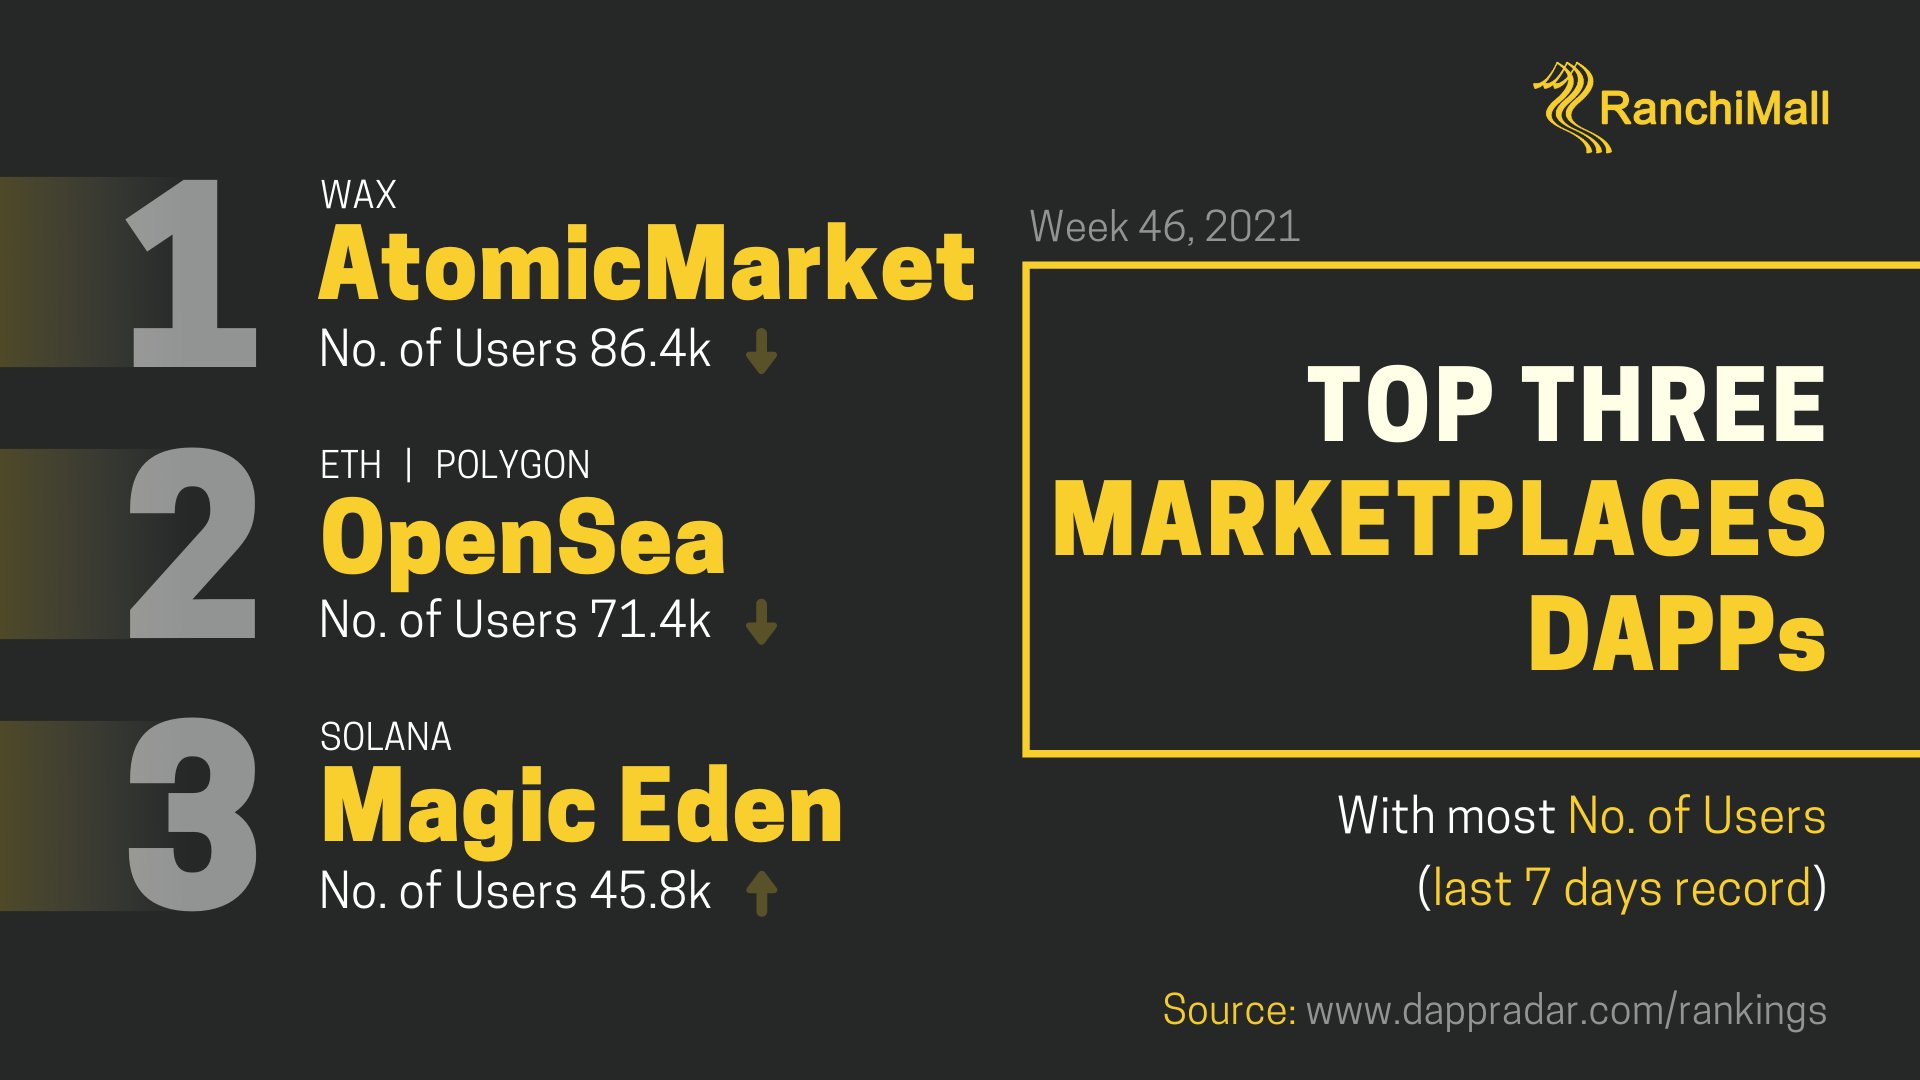 RanchiMall
1
WAX
AtomicMarket
No. of Users 86.4k
2
ETH | POLYGON
OpenSea
No. of Users 71.4k
3
SOLANA
Magic Eden
No. of Users 45.8k
Week 46, 2021
TOP THREE
MARKETPLACES
DAPPs
With most No. of Users
(last 7 days record)
Source: www.dappradar.com/rankings